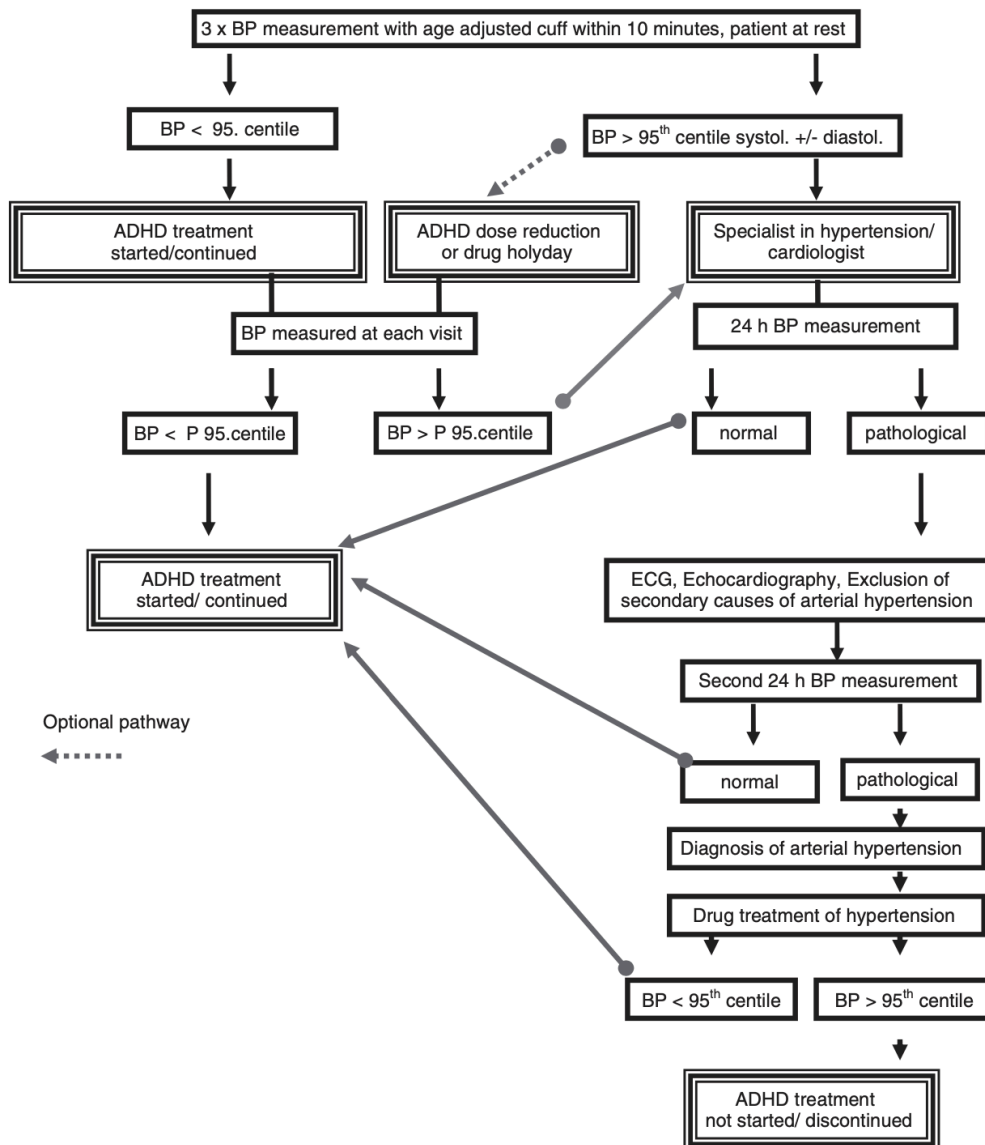 3 x BP measurement with age adjusted cuff within 10 minutes, patient at rest
BP < 95. centile
BP > 95th centile systol. +/- diastol.
ADHD treatment
started/continued
ADHD dose reduction
or drug holyday
Specialist in hypertension/
cardiologist
BP measured at each visit
24 h BP measurement
BP < P 95.centile
BP > P 95.centile
normal
pathological
ADHD treatment
started/ continued
ECG, Echocardiography, Exclusion of
secondary causes of arterial hypertension
Second 24 h BP measurement
Optional pathway
normal
pathological
Diagnosis of arterial hypertension
Drug treatment of hypertension
BP < 95th centile
BP > 95th centile
ADHD treatment
not started/ discontinued